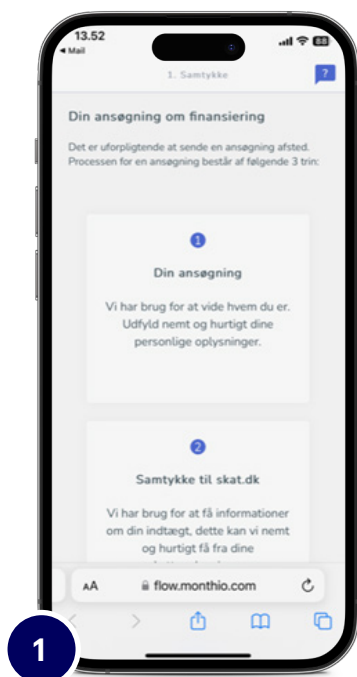 13.52
88
◀ Mail
1. Samtykke
?
Din ansøgning om finansiering
Det er uforpligtende at sende en ansøgning afsted.
Processen for en ansøgning består af følgende 3 trin:
1
Din ansøgning
Vi har brug for at vide hvem du er.
Udfyld nemt og hurtigt dine
personlige oplysninger.
2
Samtykke til skat.dk
Vi har brug for at få informationer
om din indtægt, dette kan vi nemt
og hurtigt få fra dine
AA
flow.monthio.com
1